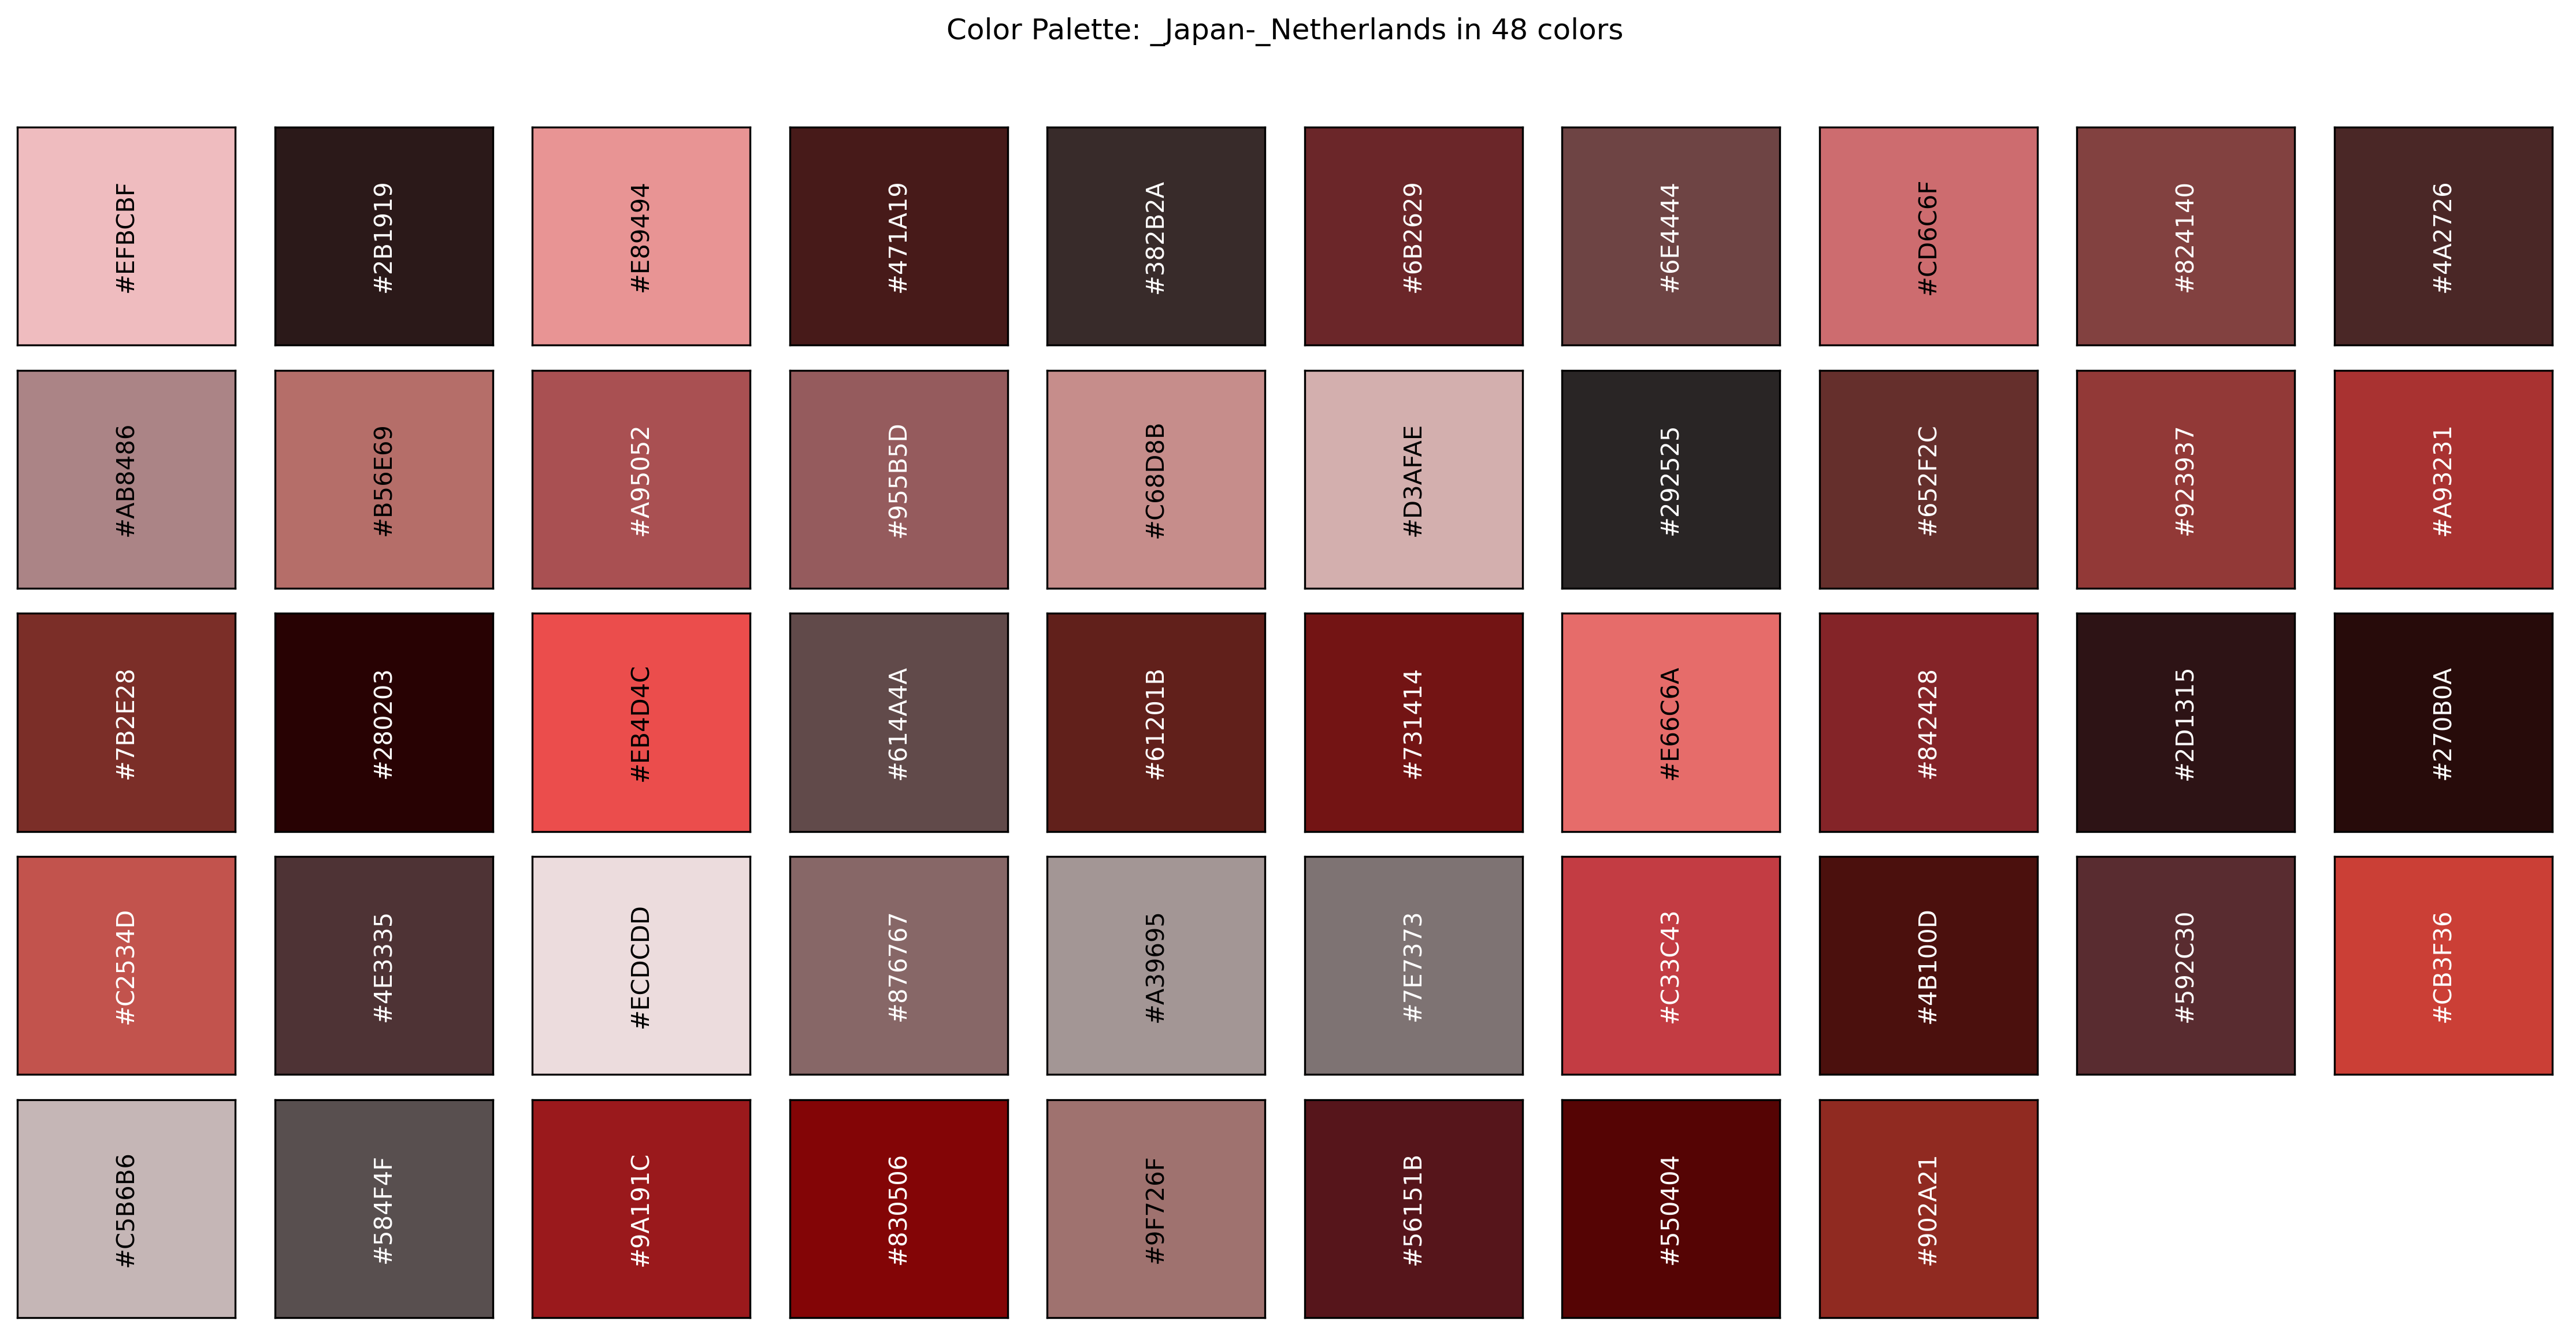 Color Palette: _Japan-_Netherlands in 48 colors
#EFBCBF
#2B1919
#E89494
#471A19
#382B2A
#6B2629
#6E4444
#CD6C6F
#824140
#4A2726
#AB8486
#B56E69
#A95052
#955B5D
#C68D8B
#D3AFAE
#292525
#652F2C
#923937
#A93231
#7B2E28
#280203
#EB4D4C
#614A4A
#61201B
#731414
#E66C6A
#842428
#2D1315
#270B0A
#C2534D
#4E3335
#ECDCDD
#876767
#A39695
#7E7373
#C33C43
#4B100D
#592C30
#CB3F36
#C5B6B6
#584F4F
#9A191C
#830506
#9F726F
#56151B
#550404
#902A21